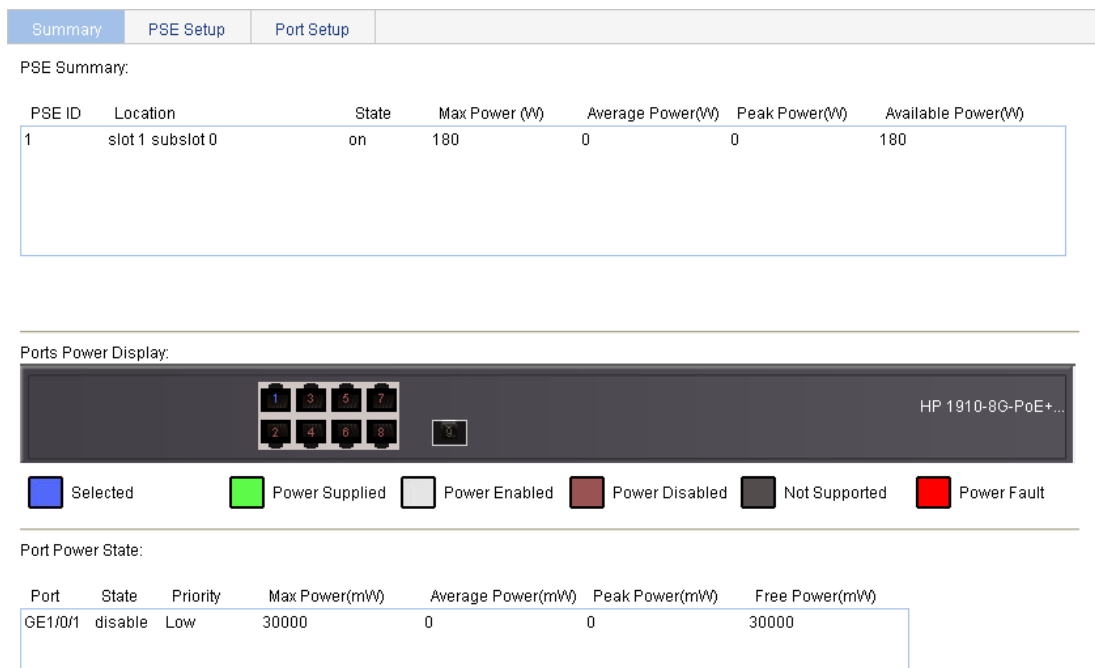 Summary PSE Setup Port Setup
PSE Summary:
PSE ID Location State Max Power (W) Average Power(W) Peak Power(W) Available Power(W)
1 slot 1 subslot 0 on 180 0 0 180
Ports Power Display:
1 3 5 7
HP 1910-8G-PoE+...
2 4 6 8 9
Selected Power Supplied Power Enabled Power Disabled Not Supported Power Fault
Port Power State:
Port State Priority Max Power(mW) Average Power(mW) Peak Power(mW) Free Power(mW)
GE1/0/1 disable Low 30000 0 0 30000